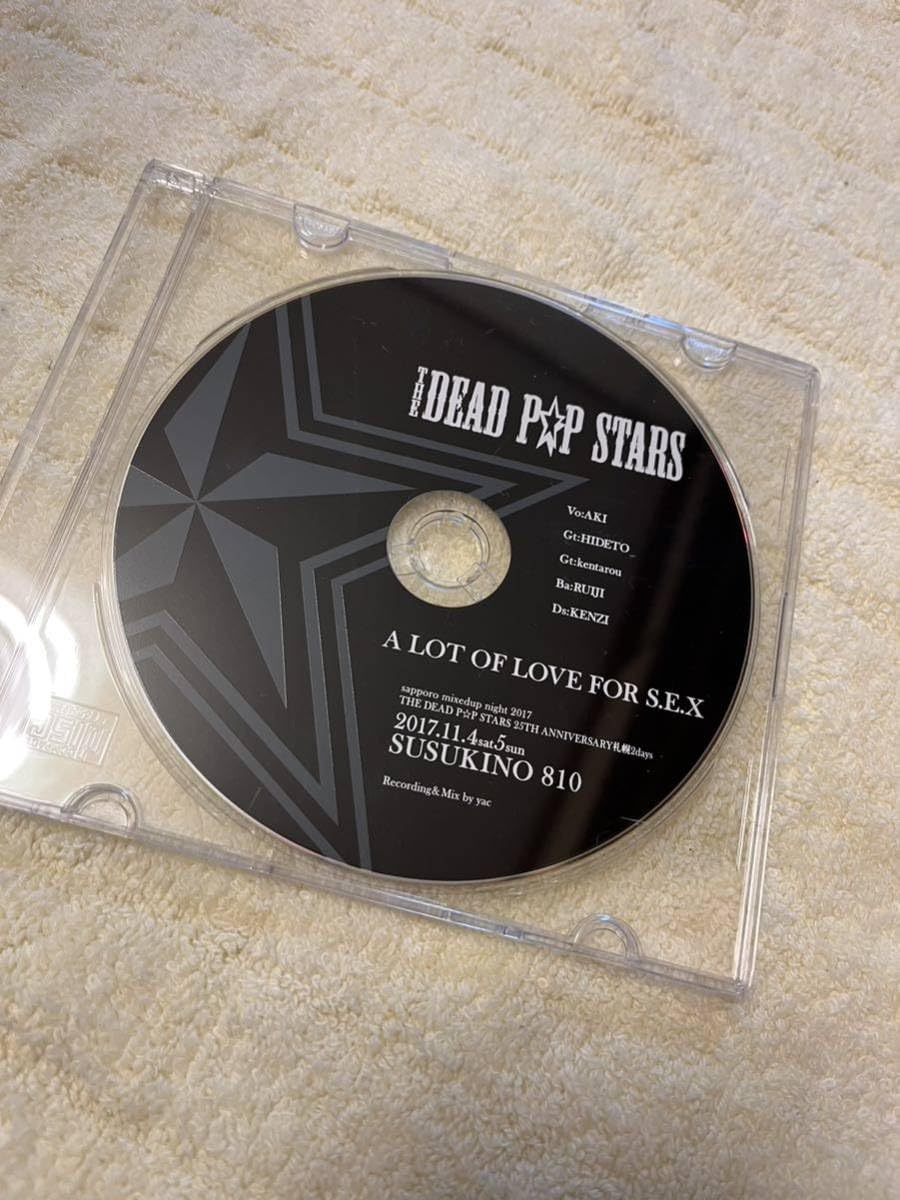 THE DEAD P☆P STARS
Vo:AKI
Gt:HIDETO_
Gt:kentarou
Ba:RUIJI
Ds:KENZI
A LOT OF LOVE FOR S.E.X
sapporo mixedup night 2017
THE DEAD P☆P STARS 25TH ANNIVERSARY札幌2days
2017.11.4sat5sun
SUSUKINO 810
Recording&Mix by yac